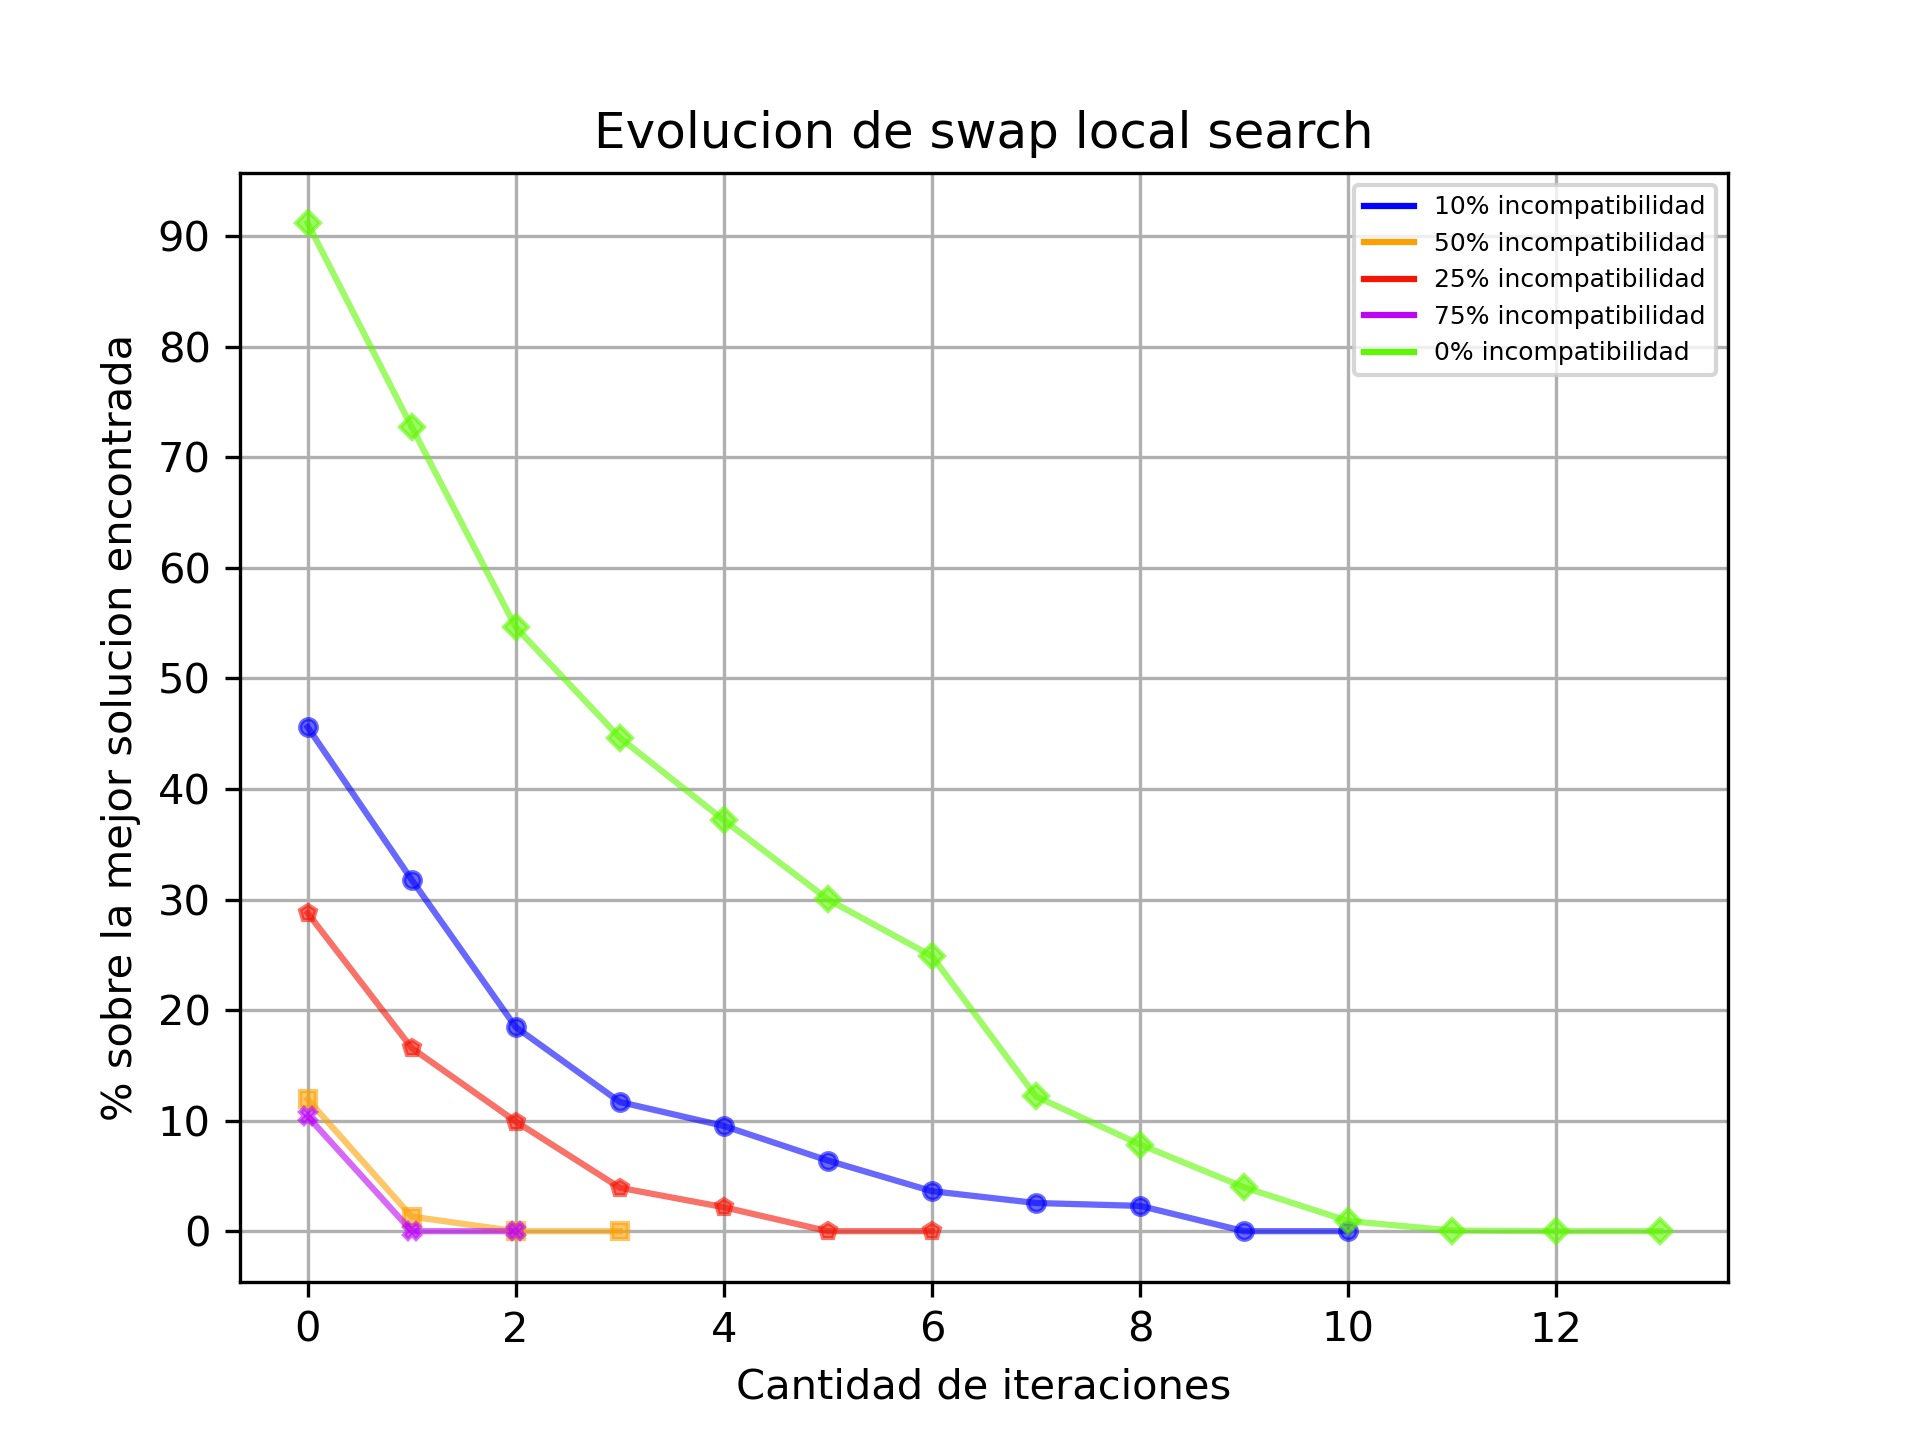 Evolucion de swap local search
10% incompatibilidad
50% incompatibilidad
25% incompatibilidad
75% incompatibilidad
0% incompatibilidad
% sobre la mejor solucion encontrada
90
80
70
60
50
40
30
20
10
0
0 2 4 6 8 10 12
Cantidad de iteraciones